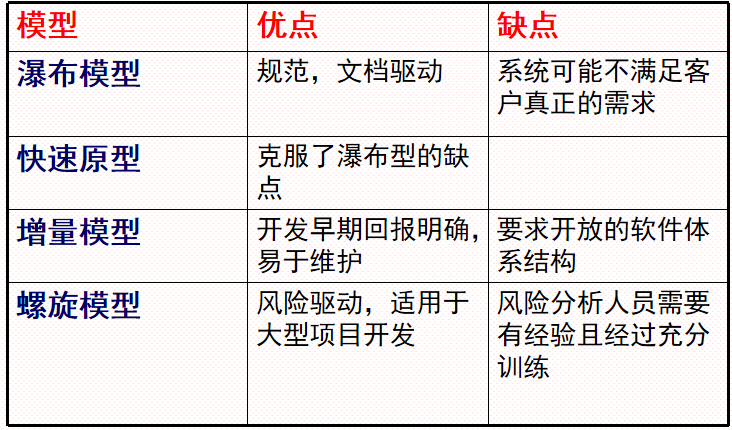 模型 优点 缺点
瀑布模型 规范，文档驱动 系统可能不满足客
户真正的需求
快速原型 克服了瀑布型的缺
点
增量模型 开发早期回报明确， 要求开放的软件体
易于维护 系结构
螺旋模型 风险驱动，适用于 风险分析人员需要
大型项目开发 有经验且经过充分
训练